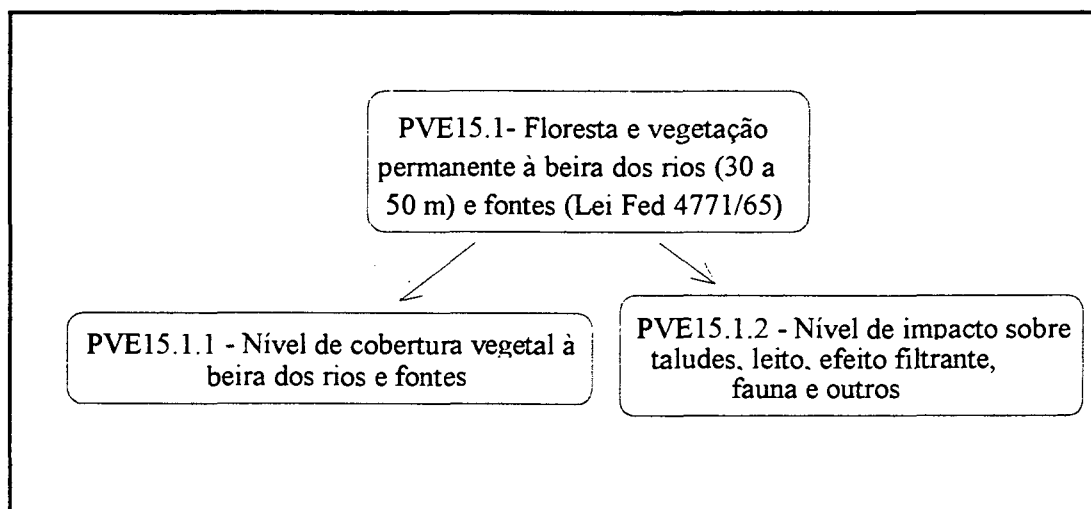 PVE15.1- Floresta e vegetação
permanente à beira dos rios (30 a
50 m) e fontes (Lei Fed 4771/65)
PVE15.1.1 - Nível de cobertura vegetal à
beira dos rios e fontes
PVE15.1.2 - Nível de impacto sobre
taludes, leito, efeito filtrante,
fauna e outros